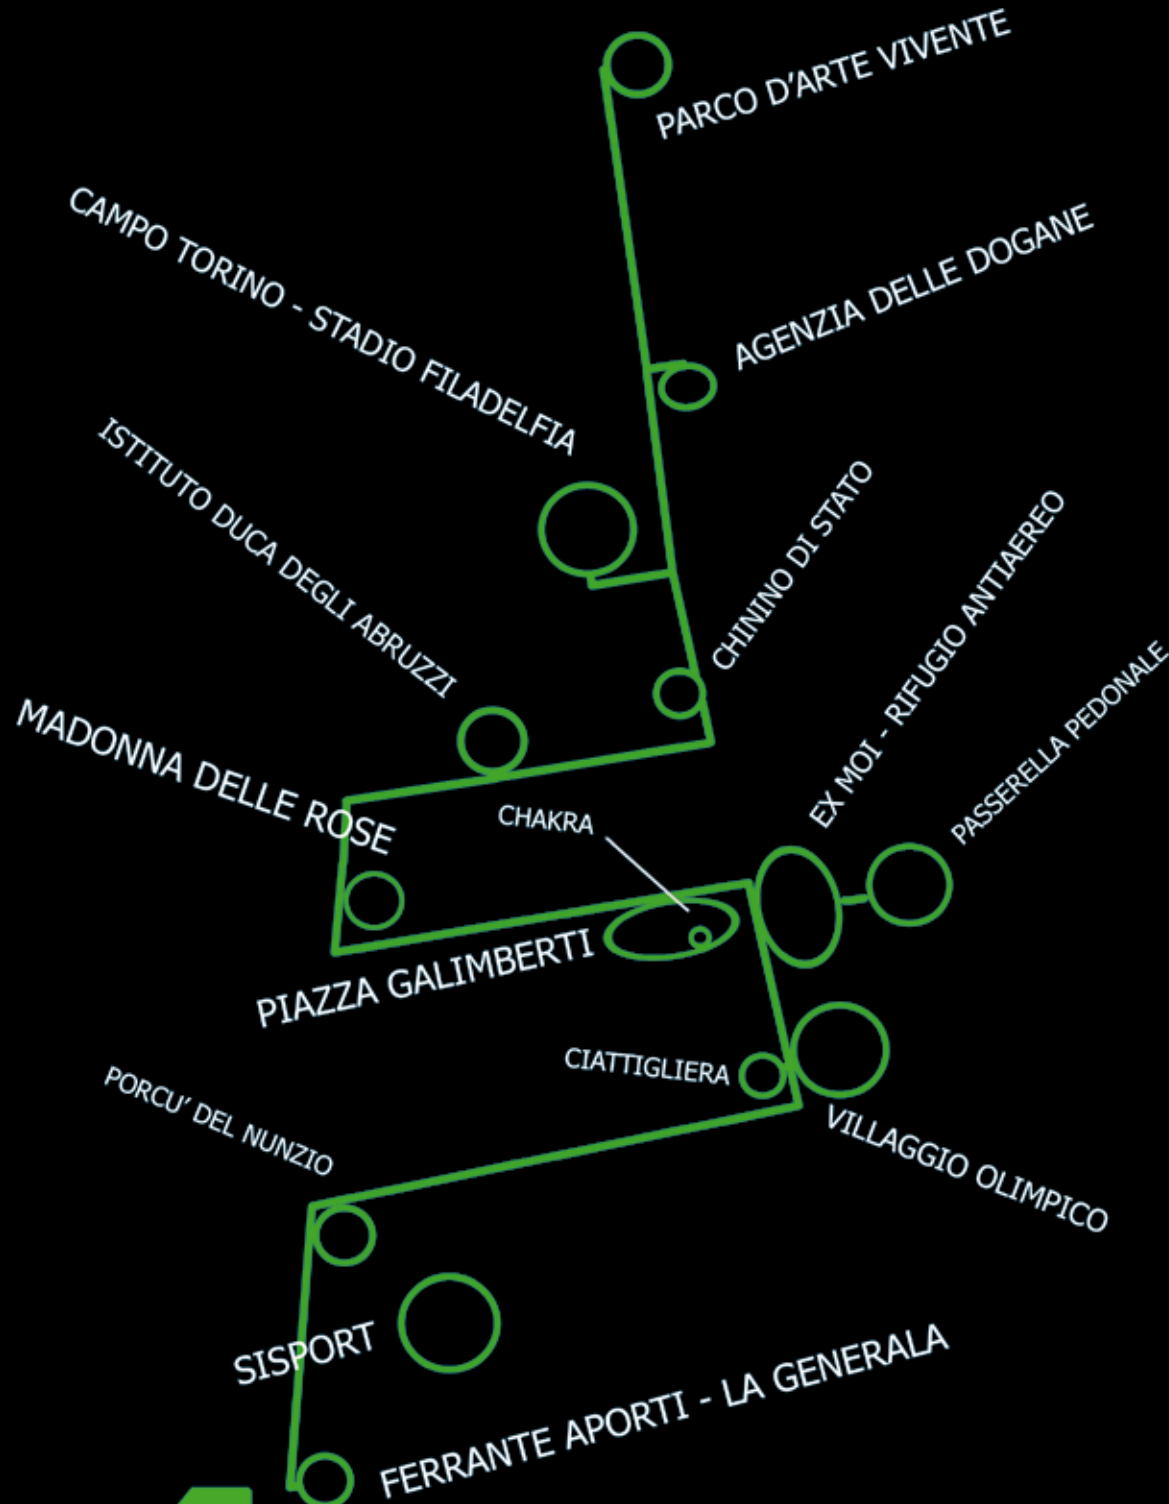 PARCO D'ARTE VIVENTE
CAMPO TORINO - STADIO FILADELFIA
AGENZIA DELLE DOGANE
ISTITUTO DUCA DEGLI ABRUZZI
CHININO DI STATO
EX MOI - RIFUGIO ANTIAEREO
PASSERELLA PEDONALE
MADONNA DELLE ROSE
CHAKRA
PIAZZA GALIMBERTI
CIATTIGLIERA
PORCU' DEL NUNZIO
VILLAGGIO OLIMPICO
SISPORT
FERRANTE APORTI - LA GENERALA